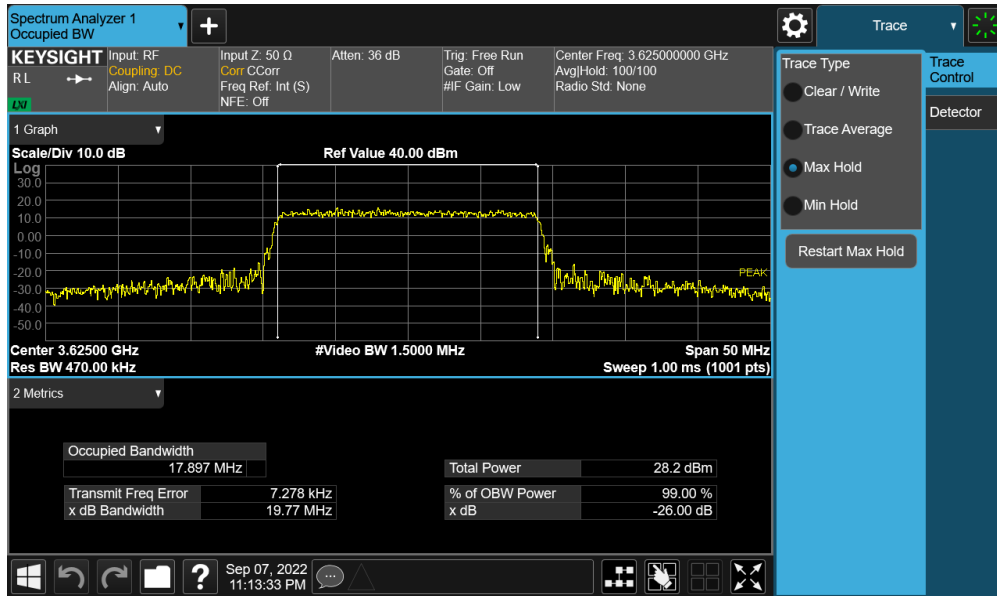 Spectrum Analyzer 1
Occupied BW
+
Trace
KEYSIGHT
R L
LXI
Input: RF
Coupling: DC
Align: Auto
Input Z: 50 Ω
Corr CCorr
Freq Ref: Int (S)
NFE: Off
Atten: 36 dB
Trig: Free Run
Gate: Off
#IF Gain: Low
Center Freq: 3.625000000 GHz
Avg|Hold: 100/100
Radio Std: None
Trace Type
Clear / Write
Trace Average
Max Hold
Min Hold
Restart Max Hold
Trace
Control
Detector
1 Graph
Scale/Div 10.0 dB
Ref Value 40.00 dBm
Log
30.0
20.0
10.0
0.00
-10.0
-20.0
-30.0
-40.0
-50.0
PEAK
Center 3.62500 GHz
#Video BW 1.5000 MHz
Span 50 MHz
Res BW 470.00 kHz
Sweep 1.00 ms (1001 pts)
2 Metrics
Occupied Bandwidth
17.897 MHz
Total Power 28.2 dBm
Transmit Freq Error 7.278 kHz
% of OBW Power 99.00 %
x dB Bandwidth 19.77 MHz
x dB -26.00 dB
?
Sep 07, 2022
11:13:33 PM